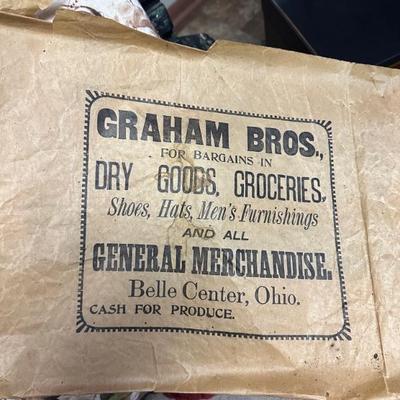 GRAHAM BROS.,
FOR BARGAINS IN
DRY GOODS, GROCERIES,
Shoes, Hats, Men's Furnishings
AND ALL
GENERAL MERCHANDISE.
Belle Center, Ohio.
CASH FOR PRODUCE.